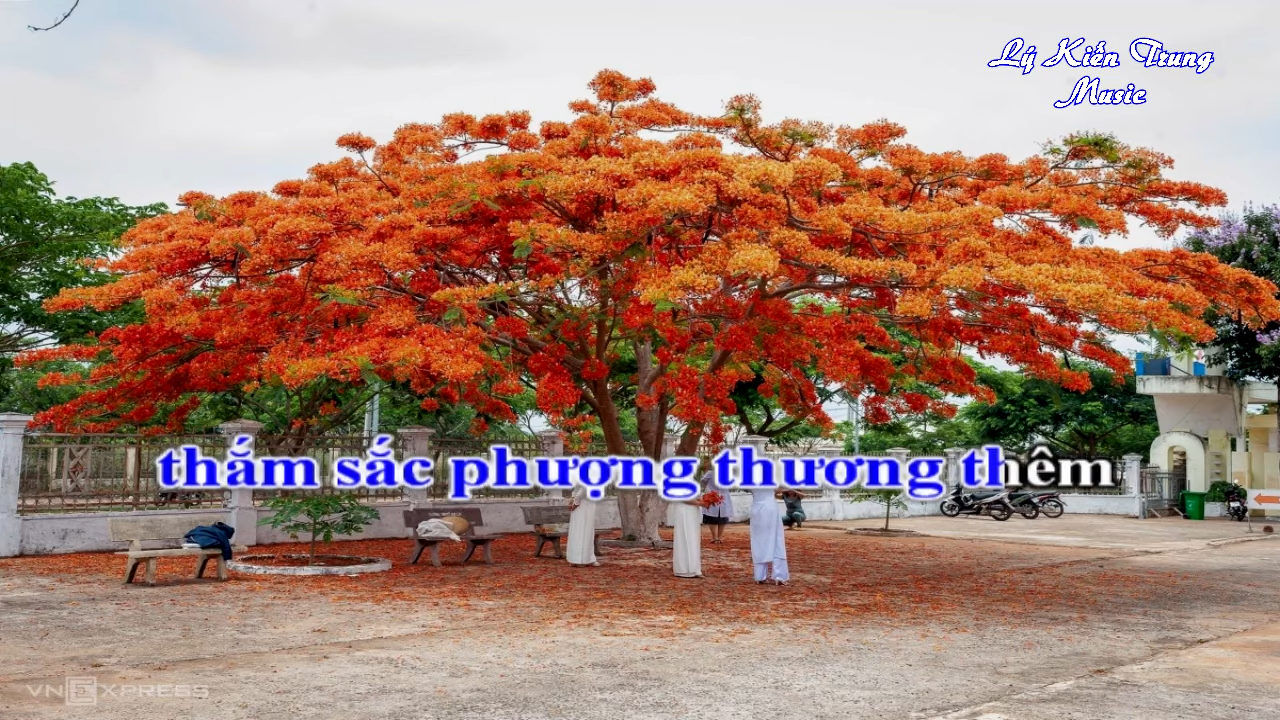 Lý Kiến Trung
Music
thắm sắc phượng thương thêm
VNEXPRESS